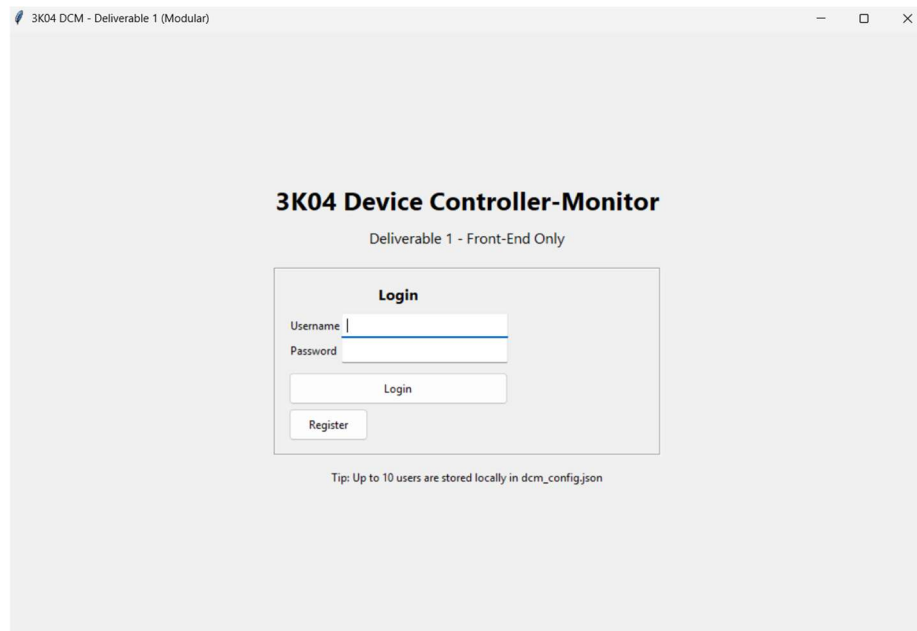 3K04 DCM - Deliverable 1 (Modular)
3K04 Device Controller-Monitor
Deliverable 1 - Front-End Only
Login
Username
Password
Login
Register
Tip: Up to 10 users are stored locally in dcm_config.json